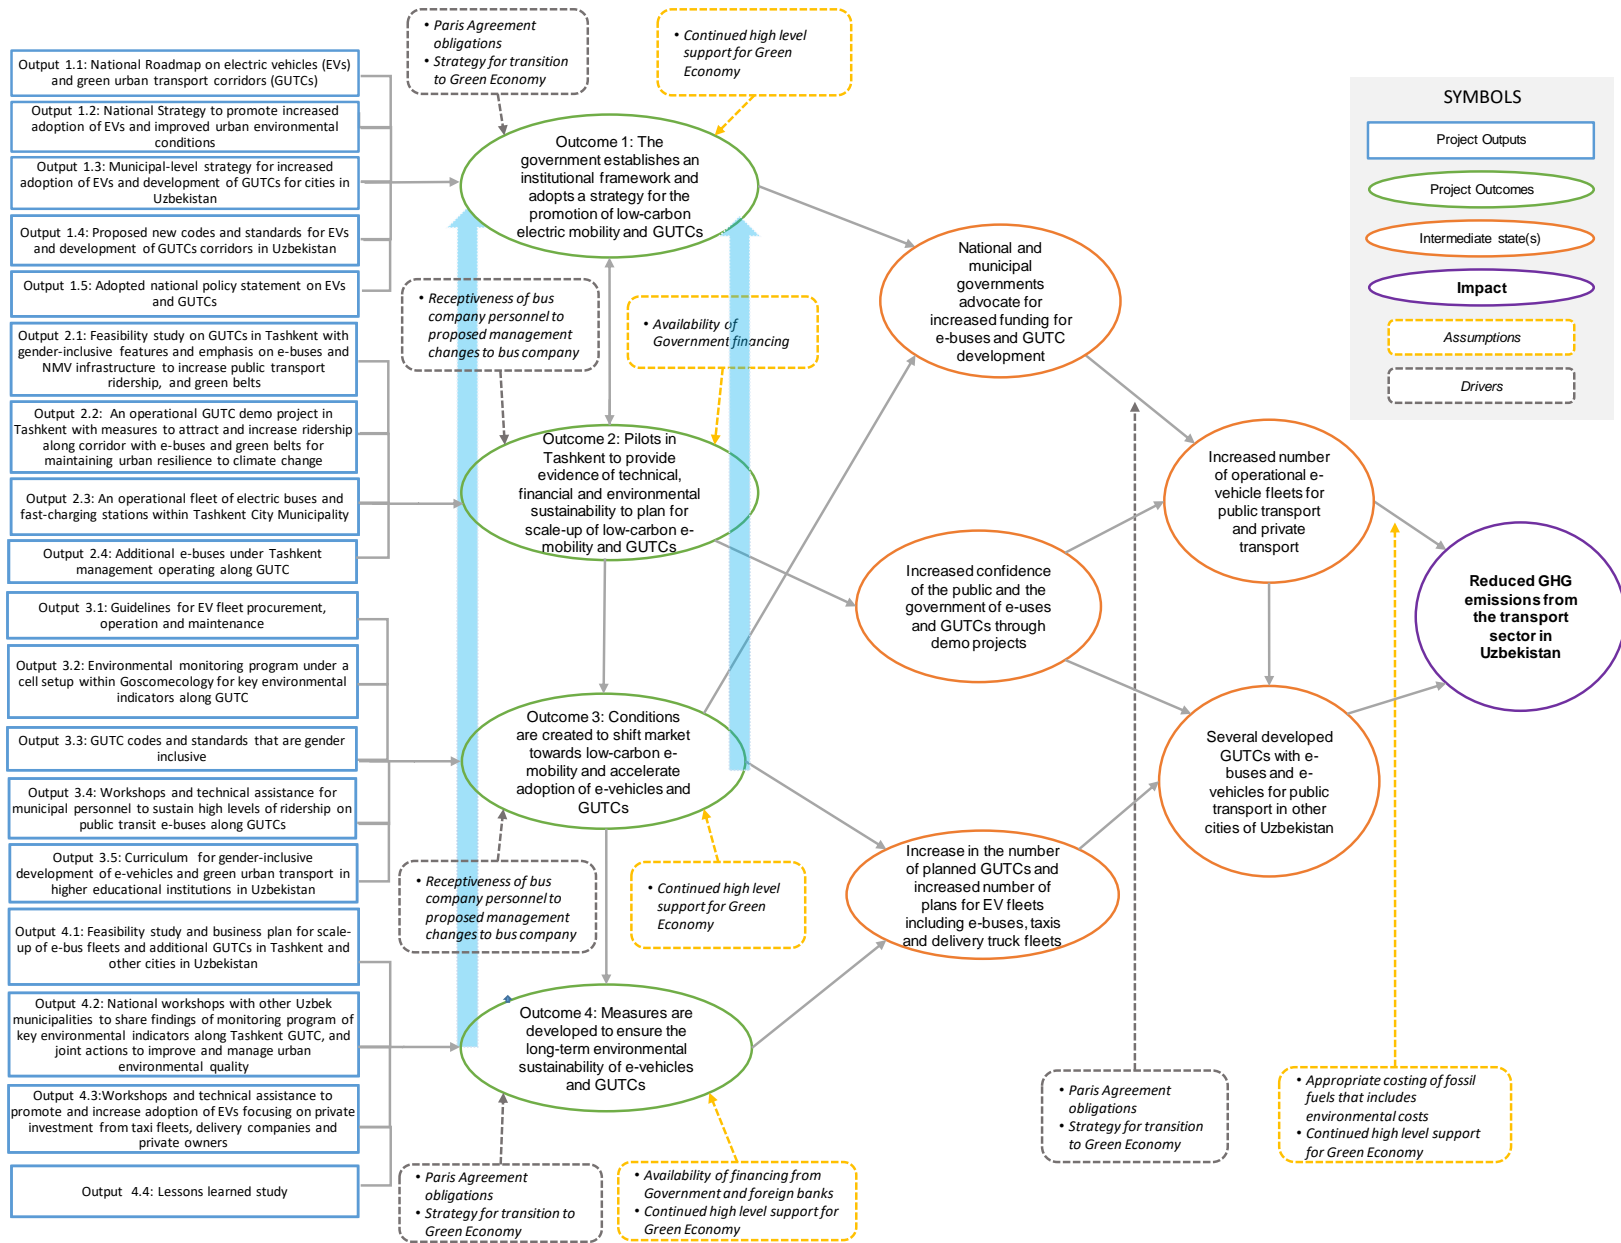 Output 1.1: National Roadmap on electric vehicles (EVs)
and green urban transport corridors (GUTCs)
Output 1.2: National Strategy to promote increased
adoption of EVs and improved urban environmental
conditions
Output 1.3: Municipal-level strategy for increased
adoption of EVs and development of GUTCs for cities in
Uzbekistan
Output 1.4: Proposed new codes and standards for EVs
and development of GUTCs corridors in Uzbekistan
Output 1.5: Adopted national policy statement on EVs
and GUTCs
Output 2.1: Feasibility study on GUTCs in Tashkent with
gender-inclusive features and emphasis on e-buses and
NMV infrastructure to increase public transport
ridership, and green belts
Output 2.2: An operational GUTC demo project in
Tashkent with measures to attract and increase ridership
along corridor with e-buses and green belts for
maintaining urban resilience to climate change
Output 2.3: An operational fleet of electric buses and
fast-charging stations within Tashkent City Municipality
Output 2.4: Additional e-buses under Tashkent
management operating along GUTC
Output 3.1: Guidelines for EV fleet procurement,
operation and maintenance
Output 3.2: Environmental monitoring program under a
cell setup within Goscomecology for key environmental
indicators along GUTC
Output 3.3: GUTC codes and standards that are gender
inclusive
Output 3.4: Workshops and technical assistance for
municipal personnel to sustain high levels of ridership on
public transit e-buses along GUTCs
Output 3.5: Curriculum for gender-inclusive
development of e-vehicles and green urban transport in
higher educational institutions in Uzbekistan
Output 4.1: Feasibility study and business plan for scale-
up of e-bus fleets and additional GUTCs in Tashkent and
other cities in Uzbekistan
Output 4.2: National workshops with other Uzbek
municipalities to share findings of monitoring program of
key environmental indicators along Tashkent GUTC, and
joint actions to improve and manage urban
environmental quality
Output 4.3:Workshops and technical assistance to
promote and increase adoption of EVs focusing on private
investment from taxi fleets, delivery companies and
private owners
Output 4.4: Lessons learned study
• Paris Agreement
obligations
• Strategy for transition
to Green Economy
• Continued high level
support for Green
Economy
Outcome 1: The
government establishes an
institutional framework and
adopts a strategy for the
promotion of low-carbon
electric mobility and GUTCs
• Receptiveness of bus
company personnel to
proposed management
changes to bus company
• Availability of
Government financing
Outcome 2: Pilots in
Tashkent to provide
evidence of technical,
financial and environmental
sustainability to plan for
scale-up of low-carbon e-
mobility and GUTCs
Outcome 3: Conditions
are created to shift market
towards low-carbon e-
mobility and accelerate
adoption of e-vehicles and
GUTCs
• Receptiveness of bus
company personnel to
proposed management
changes to bus company
• Continued high level
support for Green
Economy
Outcome 4: Measures are
developed to ensure the
long-term environmental
sustainability of e-vehicles
and GUTCs
• Paris Agreement
obligations
• Strategy for transition to
Green Economy
• Availability of financing from
Government and foreign banks
• Continued high level support for
Green Economy
National and
municipal
governments
advocate for
increased funding for
e-buses and GUTC
development
Increased confidence
of the public and the
government of e-uses
and GUTCs through
demo projects
Increase in the number
of planned GUTCs and
increased number of
plans for EV fleets
including e-buses, taxis
and delivery truck fleets
Increased number
of operational e-
vehicle fleets for
public transport
and private
transport
Several developed
GUTCs with e-
buses and e-
vehicles for public
transport in other
cities of Uzbekistan
• Paris Agreement
obligations
• Strategy for transition
to Green Economy
• Appropriate costing of fossil
fuels that includes
environmental costs
• Continued high level support
for Green Economy
Reduced GHG
emissions from
the transport
sector in
Uzbekistan
SYMBOLS
Project Outputs
Project Outcomes
Intermediate state(s)
Impact
Assumptions
Drivers